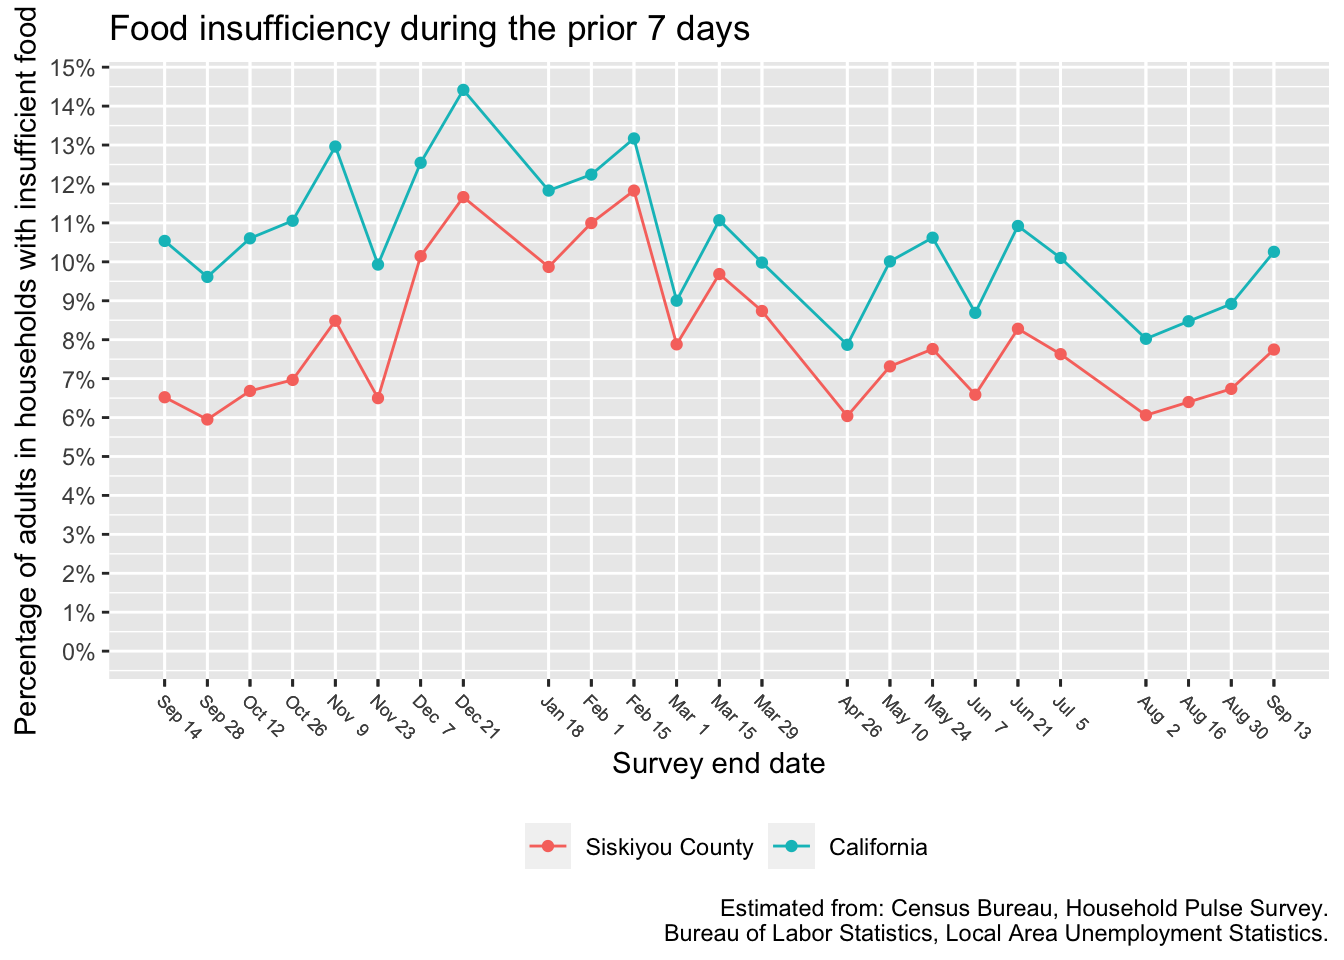 Food insufficiency during the prior 7 days
Percentage of adults in households with insufficient food
15%
14%
13%
12%
11%
10%
9%
8%
7%
6%
5%
4%
3%
2%
1%
0%
Sep 14
Sep 28
Oct 12
Oct 26
Nov 9
Nov 23
Dec 7
Dec 21
Jan 18
Feb 1
Feb 15
Mar 1
Mar 15
Mar 29
Apr 26
May 10
May 24
Jun 7
Jun 21
Jul 5
Aug 2
Aug 16
Aug 30
Sep 13
Survey end date
Siskiyou County
California
Estimated from: Census Bureau, Household Pulse Survey.
Bureau of Labor Statistics, Local Area Unemployment Statistics.